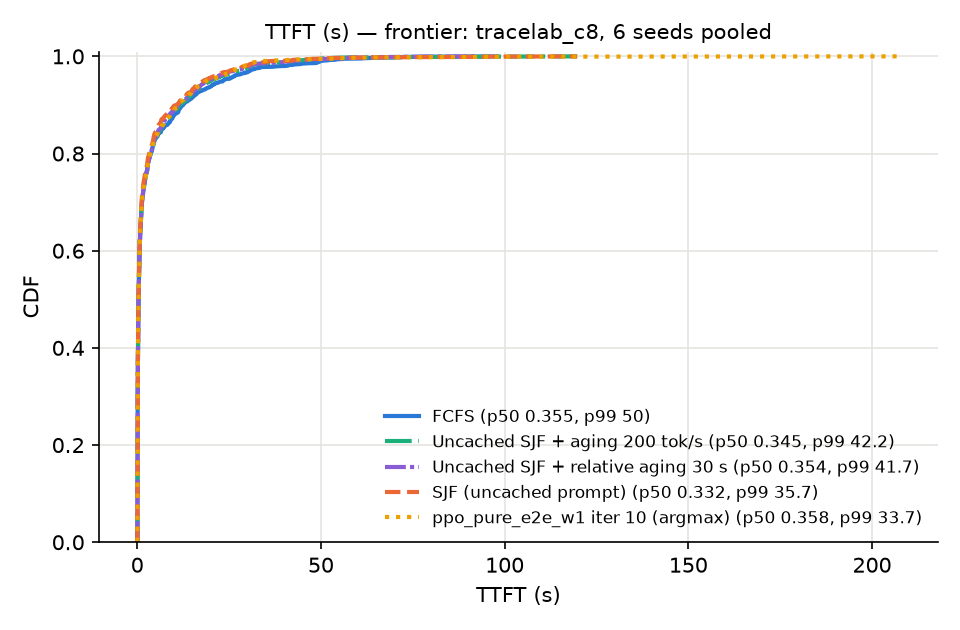 TTFT (s) — frontier: tracelab_c8, 6 seeds pooled
1.0
0.8
0.6
0.4
0.2
0.0
CDF
FCFS (p50 0.355, p99 50)
Uncached SJF + aging 200 tok/s (p50 0.345, p99 42.2)
Uncached SJF + relative aging 30 s (p50 0.354, p99 41.7)
SJF (uncached prompt) (p50 0.332, p99 35.7)
ppo_pure_e2e_w1 iter 10 (argmax) (p50 0.358, p99 33.7)
0 50 100 150 200
TTFT (s)